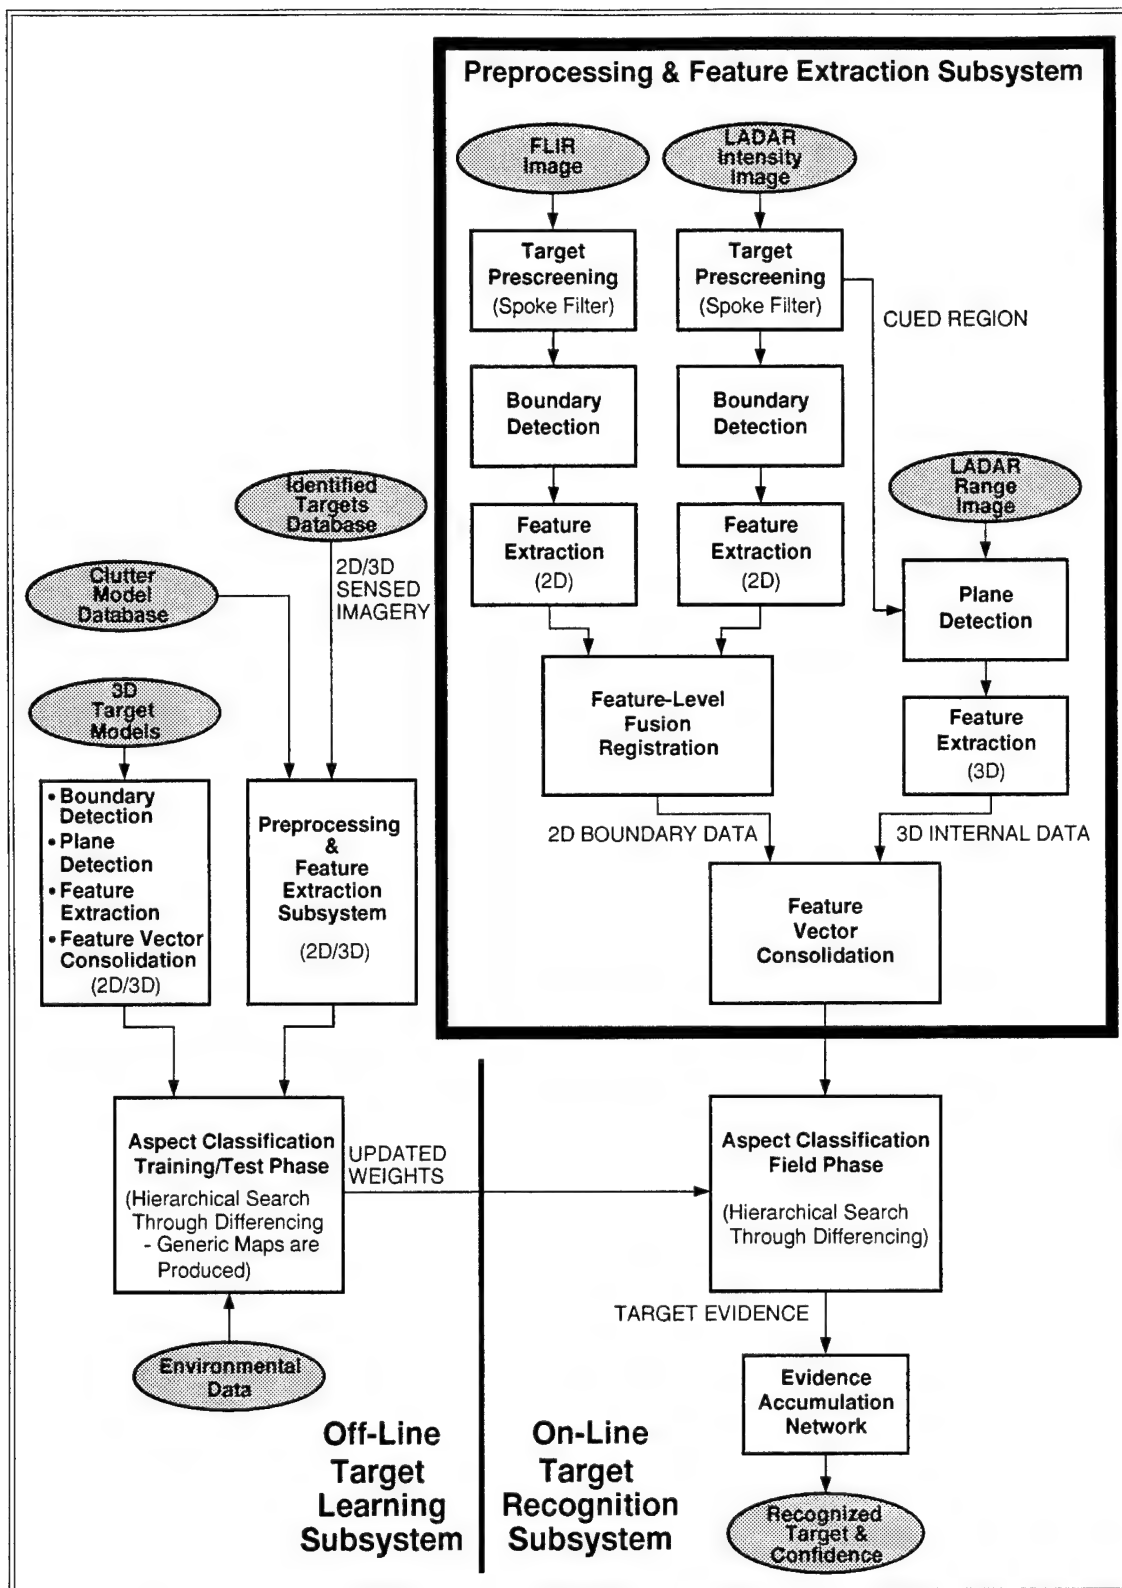 Preprocessing & Feature Extraction Subsystem
FLIR
Image
LADAR
Intensity
Image
Target
Prescreening
(Spoke Filter)
Target
Prescreening
(Spoke Filter)
CUED REGION
Boundary
Detection
Boundary
Detection
LADAR
Range
Image
Feature
Extraction
(2D)
Feature
Extraction
(2D)
Plane
Detection
Feature-Level
Fusion
Registration
Feature
Extraction
(3D)
2D BOUNDARY DATA
3D INTERNAL DATA
Feature
Vector
Consolidation
Identified
Targets
Database
2D/3D
SENSED
IMAGERY
Clutter
Model
Database
3D
Target
Models
• Boundary
Detection
• Plane
Detection
• Feature
Extraction
• Feature Vector
Consolidation
(2D/3D)
Preprocessing
&
Feature
Extraction
Subsystem
(2D/3D)
Aspect Classification
Training/Test Phase
(Hierarchical Search
Through Differencing
- Generic Maps are
Produced)
UPDATED
WEIGHTS
Aspect Classification
Field Phase
(Hierarchical Search
Through Differencing)
Environmental
Data
TARGET EVIDENCE
Evidence
Accumulation
Network
Recognized
Target &
Confidence
Off-Line
Target
Learning
Subsystem
On-Line
Target
Recognition
Subsystem